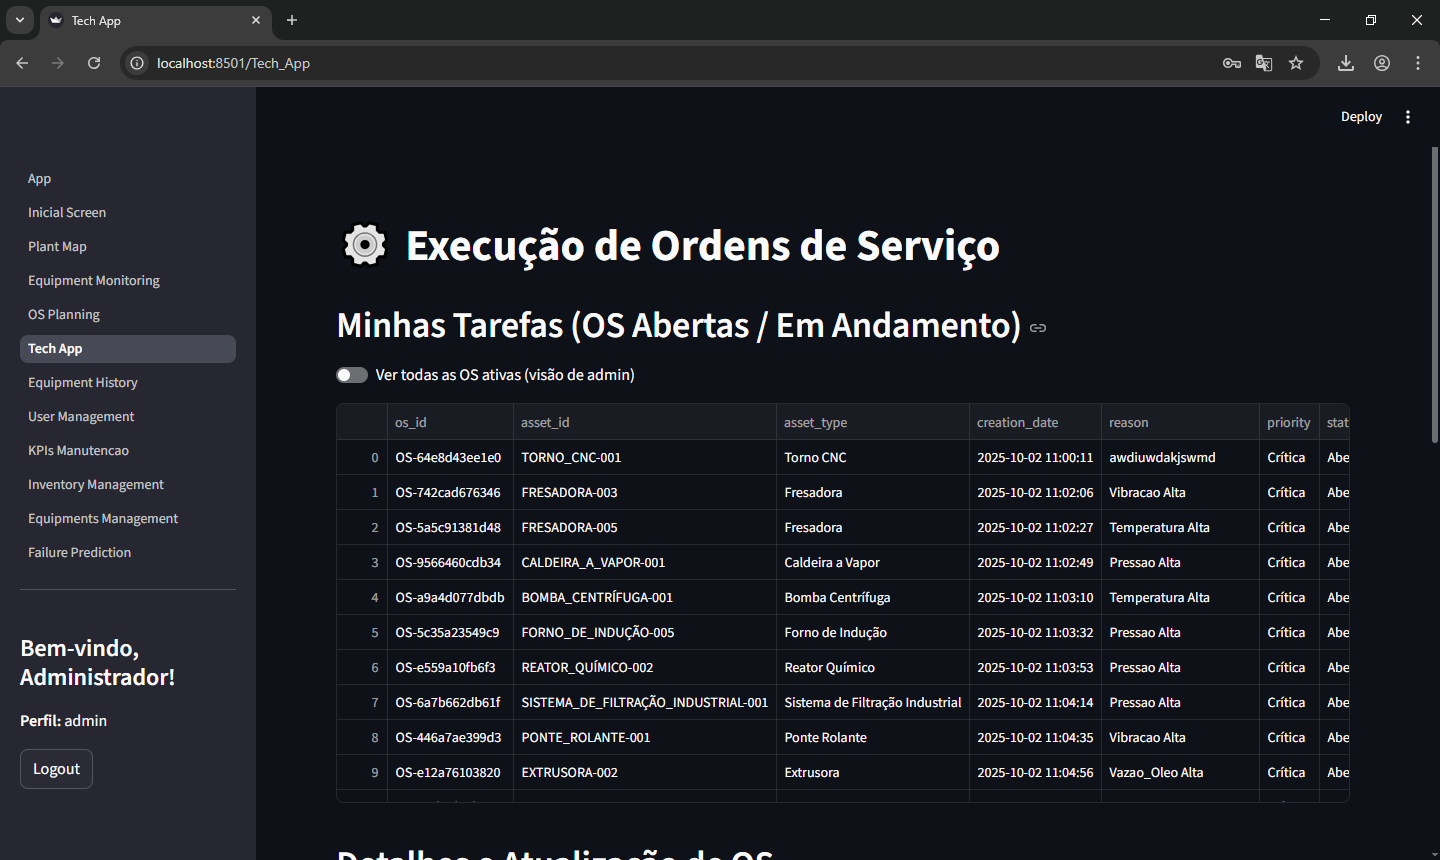 Tech App
localhost:8501/Tech_App
Deploy
App
Inicial Screen
Plant Map
Equipment Monitoring
OS Planning
Tech App
Equipment History
User Management
KPIs Manutencao
Inventory Management
Equipments Management
Failure Prediction
Bem-vindo,
Administrador!
Perfil: admin
Logout
Execução de Ordens de Serviço
Minhas Tarefas (OS Abertas / Em Andamento)
Ver todas as OS ativas (visão de admin)
os_id asset_id asset_type creation_date reason priority stat
0 OS-64e8d43ee1e0 TORNO_CNC-001 Torno CNC 2025-10-02 11:00:11 awdiuwdakjswmd Crítica Abe
1 OS-742cad676346 FRESADORA-003 Fresadora 2025-10-02 11:02:06 Vibracao Alta Crítica Abe
2 OS-5a5c91381d48 FRESADORA-005 Fresadora 2025-10-02 11:02:27 Temperatura Alta Crítica Abe
3 OS-9566460cdb34 CALDEIRA_A_VAPOR-001 Caldeira a Vapor 2025-10-02 11:02:49 Pressao Alta Crítica Abe
4 OS-a9a4d077dbdb BOMBA_CENTRÍFUGA-001 Bomba Centrífuga 2025-10-02 11:03:10 Temperatura Alta Crítica Abe
5 OS-5c35a23549c9 FORNO_DE_INDUÇÃO-005 Forno de Indução 2025-10-02 11:03:32 Pressao Alta Crítica Abe
6 OS-e559a10fb6f3 REATOR_QUÍMICO-002 Reator Químico 2025-10-02 11:03:53 Pressao Alta Crítica Abe
7 OS-6a7b662db61f SISTEMA_DE_FILTRAÇÃO_INDUSTRIAL-001 Sistema de Filtração Industrial 2025-10-02 11:04:14 Pressao Alta Crítica Abe
8 OS-446a7ae399d3 PONTE_ROLANTE-001 Ponte Rolante 2025-10-02 11:04:35 Vibracao Alta Crítica Abe
9 OS-e12a76103820 EXTRUSORA-002 Extrusora 2025-10-02 11:04:56 Vazao_Oleo Alta Crítica Abe
Detalhes e Atualização de OS